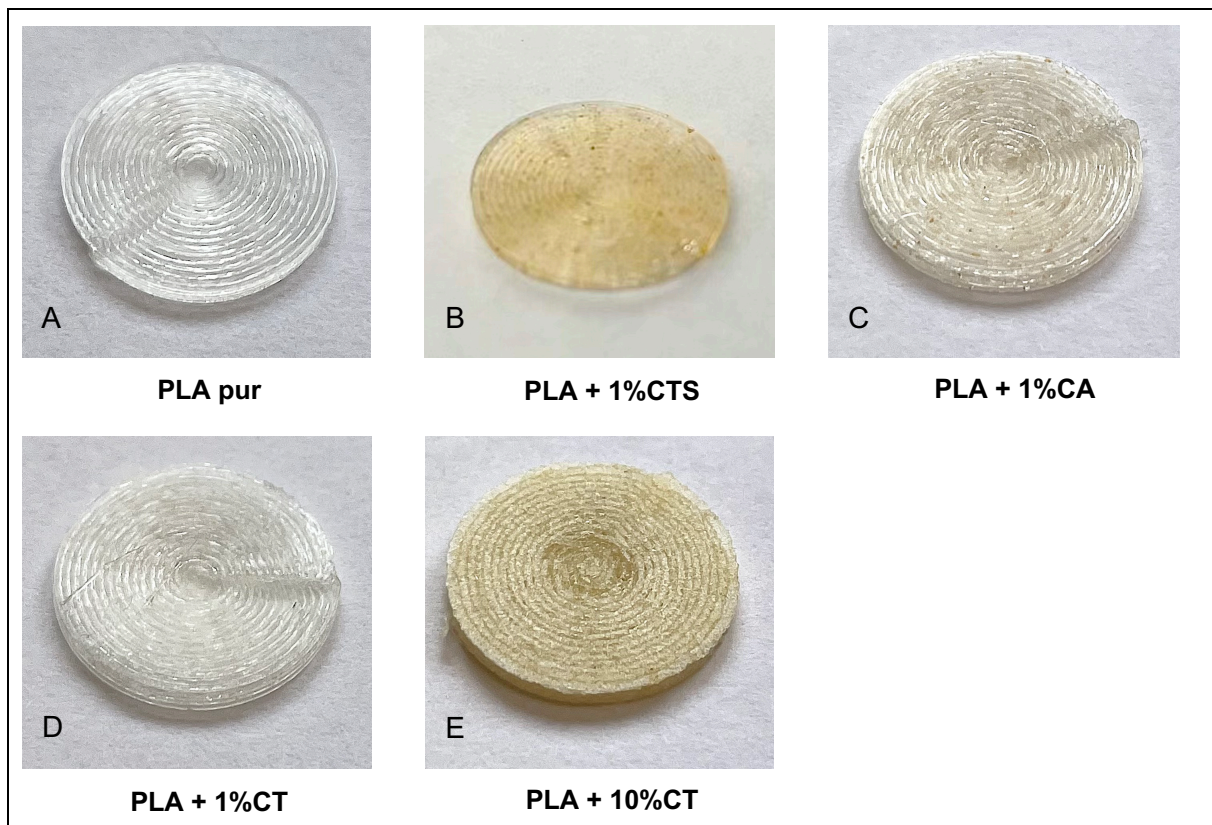 A
B
C
PLA pur
PLA + 1%CTS
PLA + 1%CA
D
E
PLA + 1%CT
PLA + 10%CT